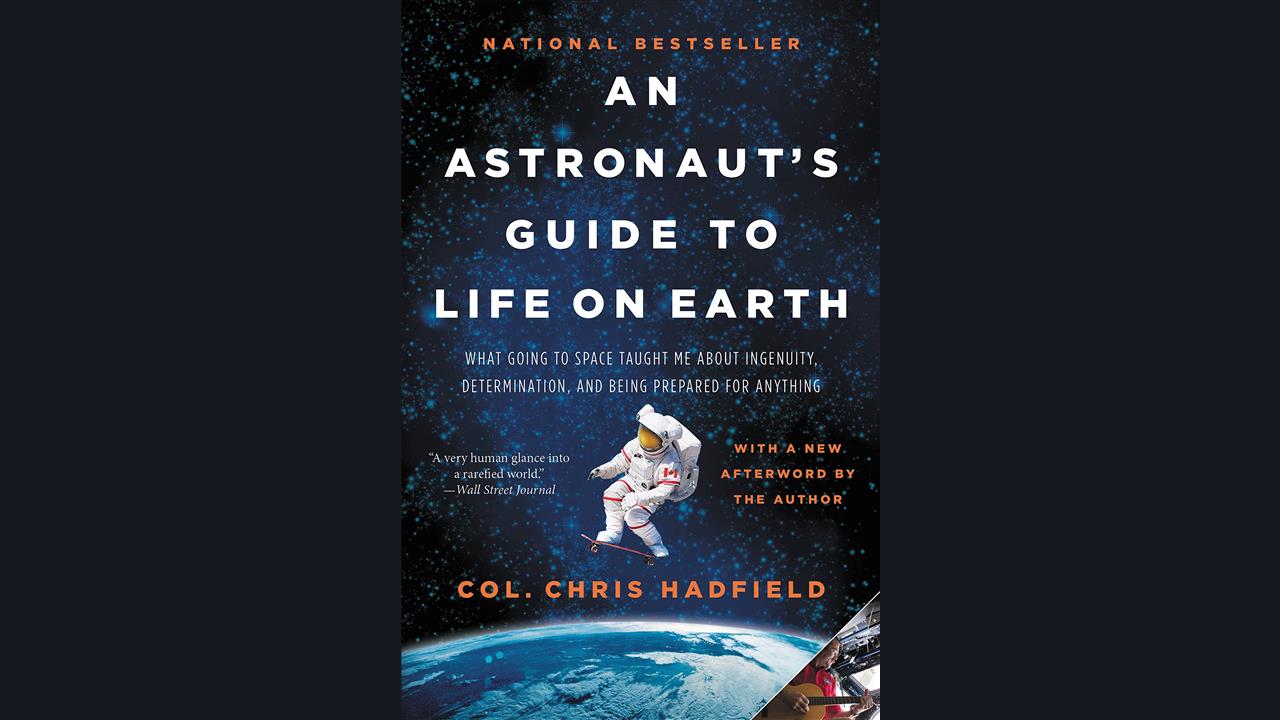 NATIONAL BESTSELLER
AN
ASTRONAUT’S
GUIDE TO
LIFE ON EARTH
WHAT GOING TO SPACE TAUGHT ME ABOUT INGENUITY,
DETERMINATION, AND BEING PREPARED FOR ANYTHING
“A very human glance into
a rarefied world.”
—Wall Street Journal
WITH A NEW
AFTERWORD BY
THE AUTHOR
COL. CHRIS HADFIELD